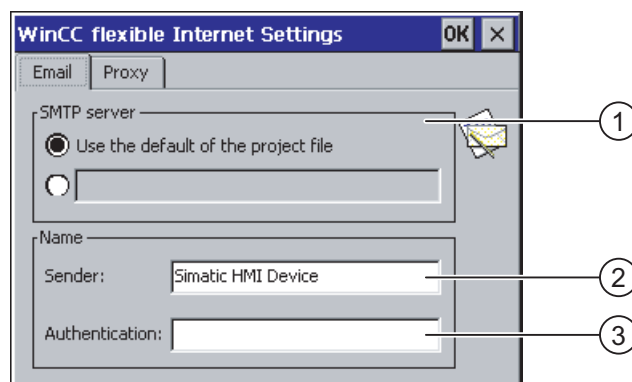 WinCC flexible Internet Settings OK ×
Email Proxy
SMTP server
1
Use the default of the project file
Name
Sender: Simatic HMI Device
2
Authentication:
3